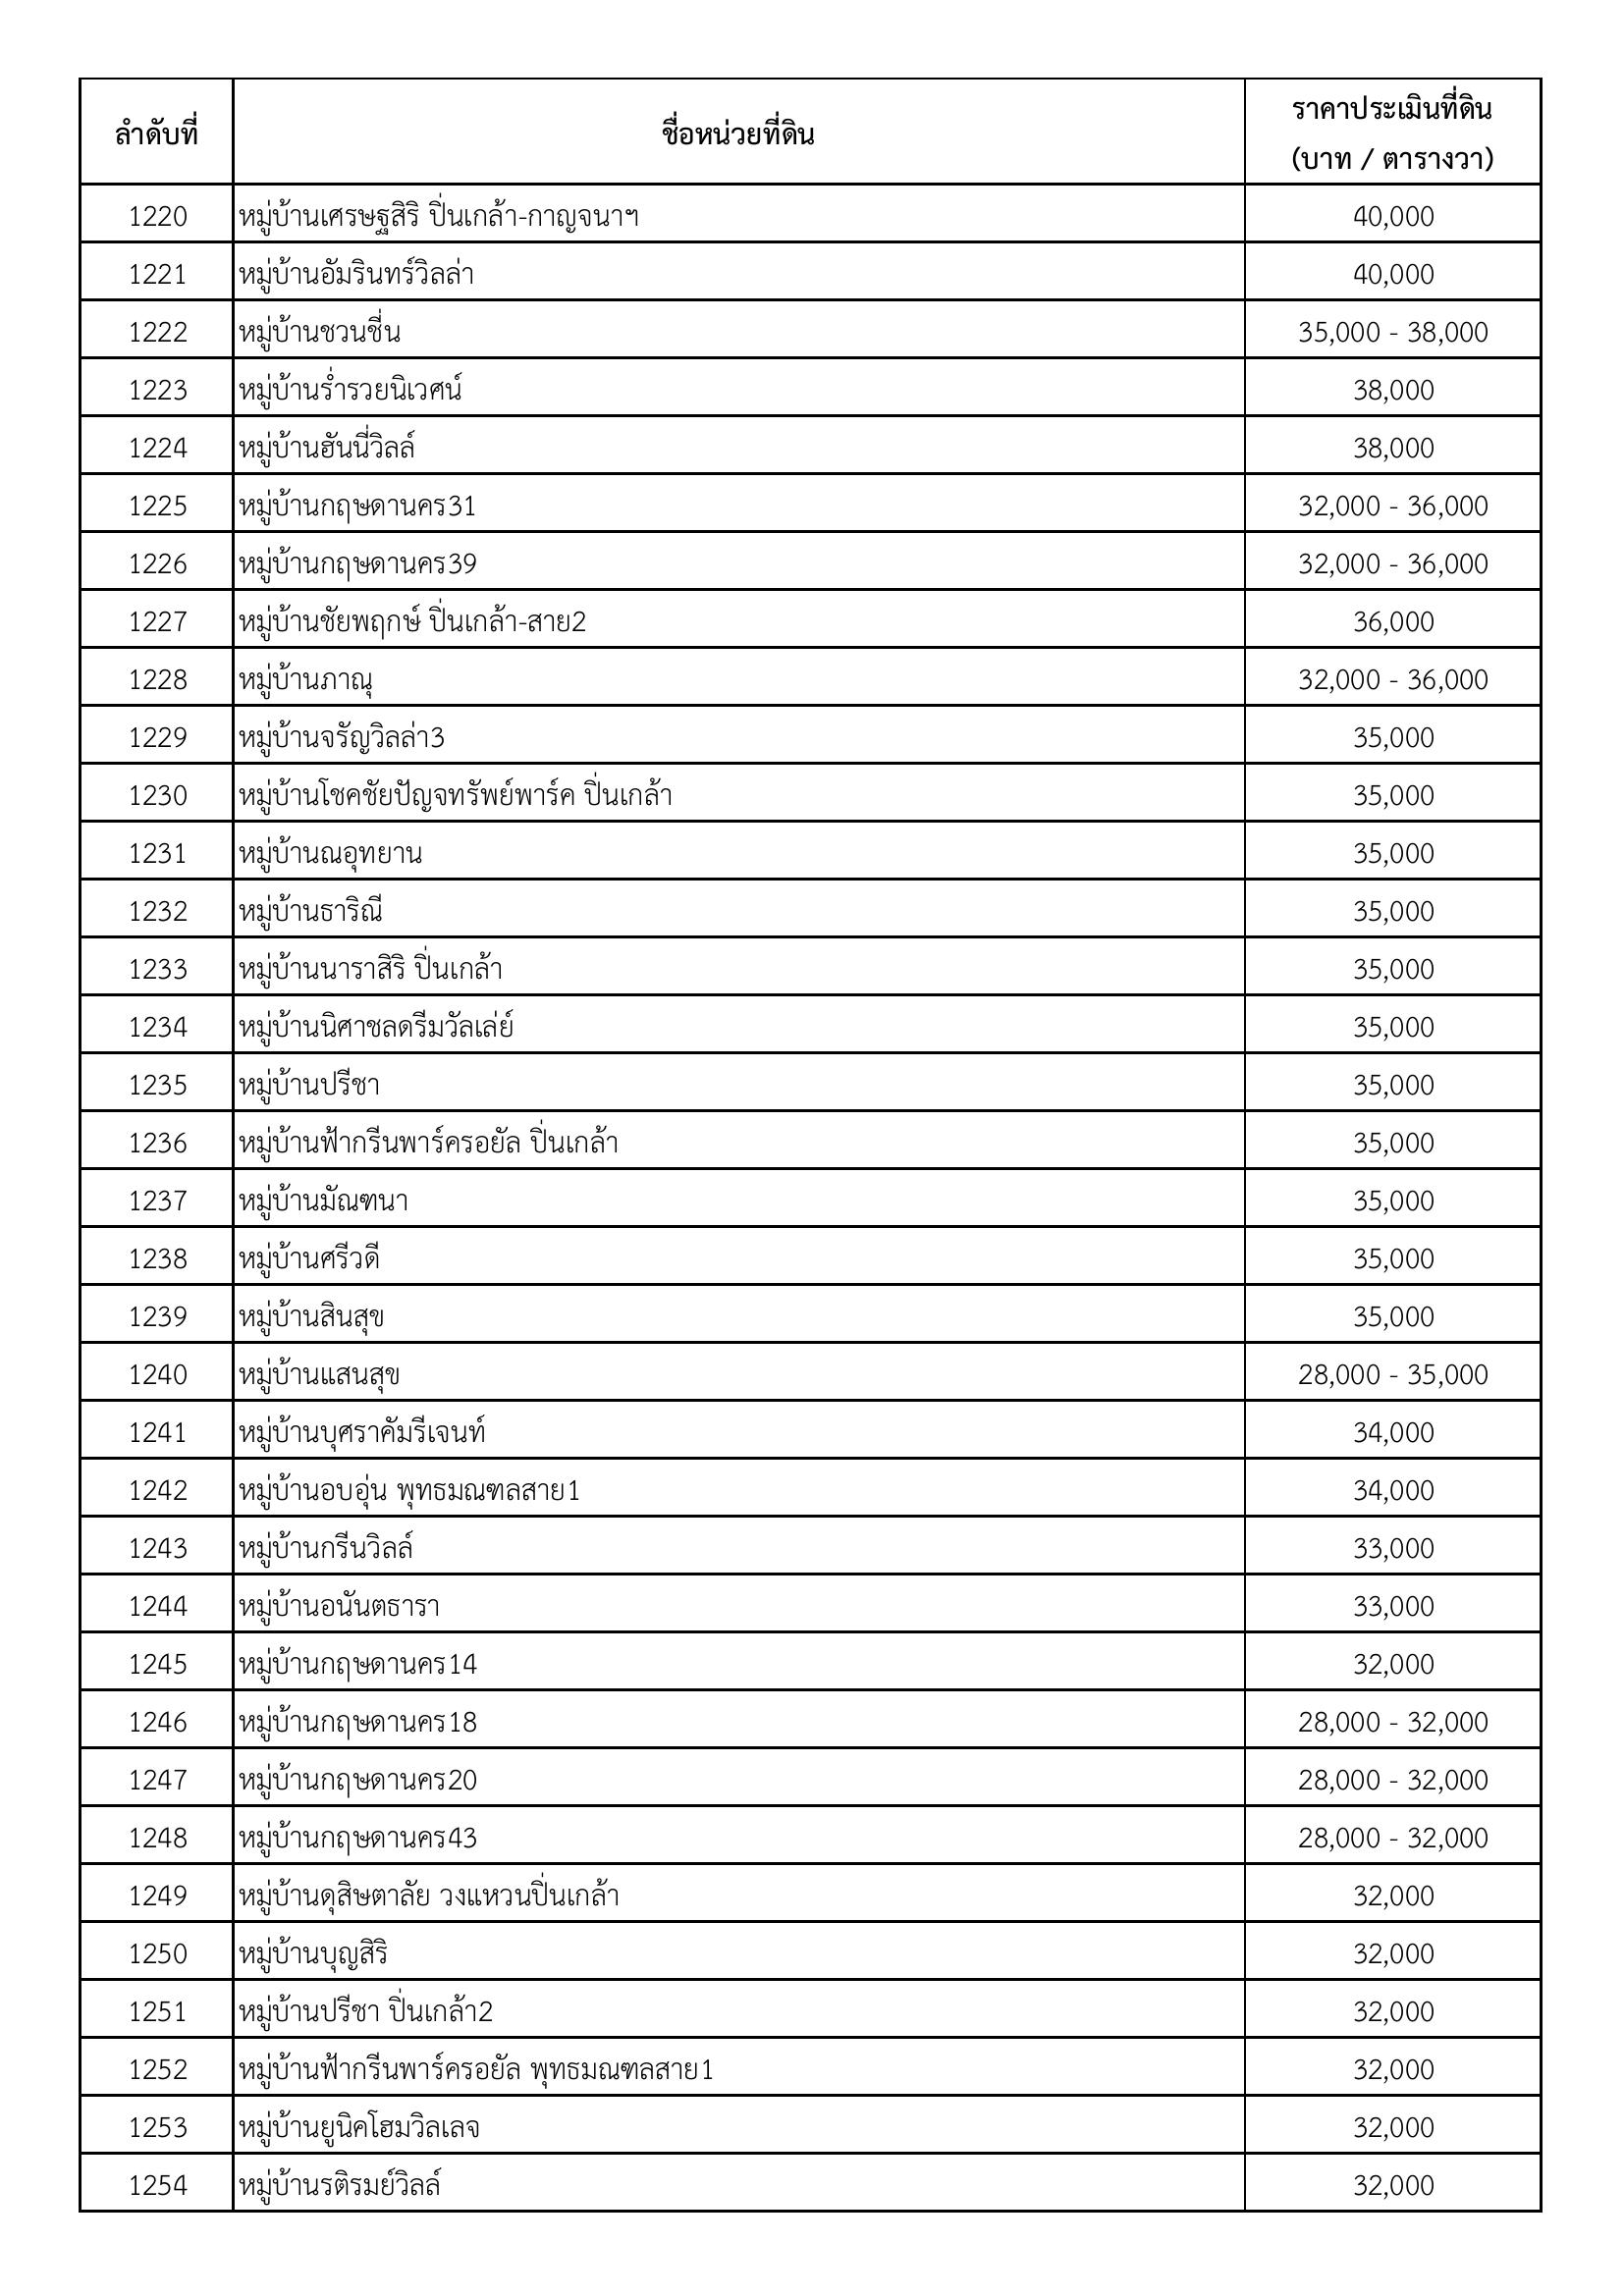 ลำดับที่ ชื่อหน่วยที่ดิน ราคาประเมินที่ดิน
(บาท / ตารางวา)
1220 หมู่บ้านเศรษฐสิริ ปิ่นเกล้า-กาญจนาฯ 40,000
1221 หมู่บ้านอัมรินทร์วิลล่า 40,000
1222 หมู่บ้านชวนชื่น 35,000 - 38,000
1223 หมู่บ้านร่ำรวยนิเวศน์ 38,000
1224 หมู่บ้านฮันนี่วิลล์ 38,000
1225 หมู่บ้านกฤษดานคร31 32,000 - 36,000
1226 หมู่บ้านกฤษดานคร39 32,000 - 36,000
1227 หมู่บ้านชัยพฤกษ์ ปิ่นเกล้า-สาย2 36,000
1228 หมู่บ้านภาณุ 32,000 - 36,000
1229 หมู่บ้านจรัญวิลล่า3 35,000
1230 หมู่บ้านโชคชัยปัญจทรัพย์พาร์ค ปิ่นเกล้า 35,000
1231 หมู่บ้านณอุทยาน 35,000
1232 หมู่บ้านธาริณี 35,000
1233 หมู่บ้านนาราสิริ ปิ่นเกล้า 35,000
1234 หมู่บ้านนิศาชลดรีมวัลเล่ย์ 35,000
1235 หมู่บ้านปรีชา 35,000
1236 หมู่บ้านฟ้ากรีนพาร์ครอยัล ปิ่นเกล้า 35,000
1237 หมู่บ้านมัณฑนา 35,000
1238 หมู่บ้านศรีวดี 35,000
1239 หมู่บ้านสินสุข 35,000
1240 หมู่บ้านแสนสุข 28,000 - 35,000
1241 หมู่บ้านบุศราคัมรีเจนท์ 34,000
1242 หมู่บ้านอบอุ่น พุทธมณฑลสาย1 34,000
1243 หมู่บ้านกรีนวิลล์ 33,000
1244 หมู่บ้านอนันตธารา 33,000
1245 หมู่บ้านกฤษดานคร14 32,000
1246 หมู่บ้านกฤษดานคร18 28,000 - 32,000
1247 หมู่บ้านกฤษดานคร20 28,000 - 32,000
1248 หมู่บ้านกฤษดานคร43 28,000 - 32,000
1249 หมู่บ้านดุสิษตาลัย วงแหวนปิ่นเกล้า 32,000
1250 หมู่บ้านบุญสิริ 32,000
1251 หมู่บ้านปรีชา ปิ่นเกล้า2 32,000
1252 หมู่บ้านฟ้ากรีนพาร์ครอยัล พุทธมณฑลสาย1 32,000
1253 หมู่บ้านยูนิคโฮมวิลเลจ 32,000
1254 หมู่บ้านรติรมย์วิลล์ 32,000